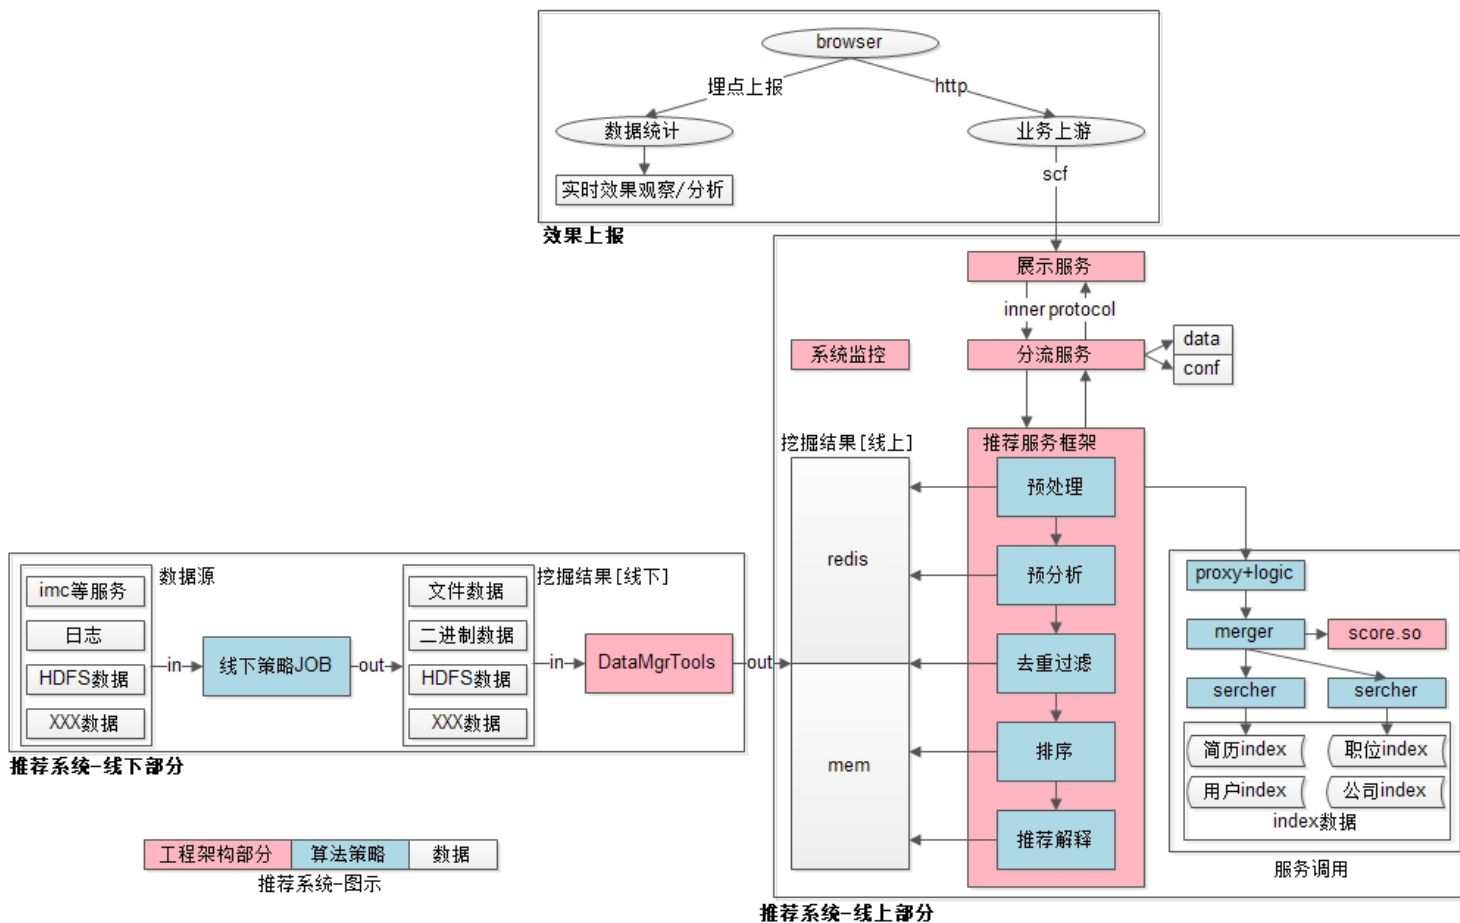 browser
埋点上报
http
数据统计
业务上游
实时效果观察/分析
scf
效果上报
展示服务
inner protocol
系统监控
分流服务
data
conf
挖掘结果[线上]
推荐服务框架
预处理
redis
预分析
去重过滤
mem
排序
推荐解释
proxy+logic
merger
score.so
sercher
sercher
简历index
职位index
用户index
公司index
index数据
服务调用
推荐系统-线上部分
数据源
imc等服务
日志
HDFS数据
XXX数据
in
线下策略JOB
out
挖掘结果[线下]
文件数据
二进制数据
HDFS数据
XXX数据
in
DataMgrTools
out
推荐系统-线下部分
工程架构部分
算法策略
数据
推荐系统-图示